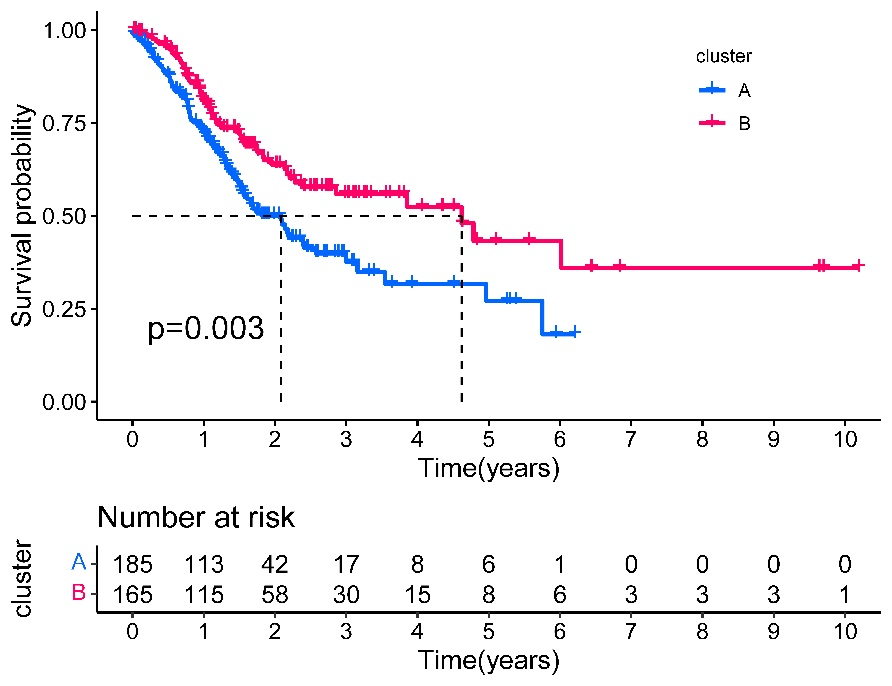 cluster
A
B
Survival probability
1.00
0.75
0.50
0.25
0.00
p=0.003
0 1 2 3 4 5 6 7 8 9 10
Time(years)
Number at risk
cluster
A 185 113 42 17 8 6 1 0 0 0 0
B 165 115 58 30 15 8 6 3 3 3 1
0 1 2 3 4 5 6 7 8 9 10
Time(years)